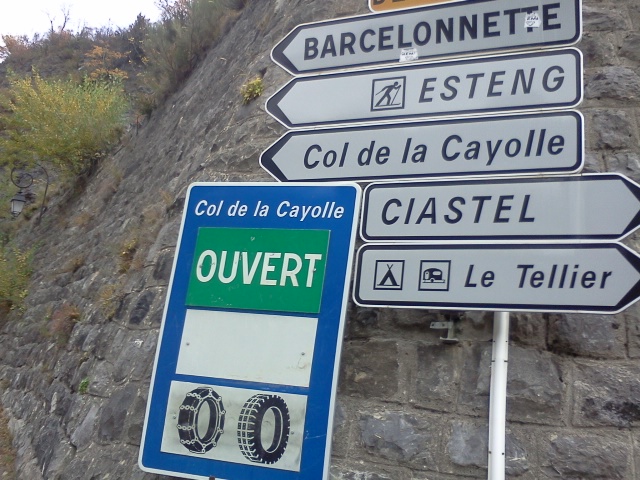 BARCELONNETTE
ESTENG
Col de la Cayolle
CIASTEL
Le Tellier
Col de la Cayolle
OUVERT